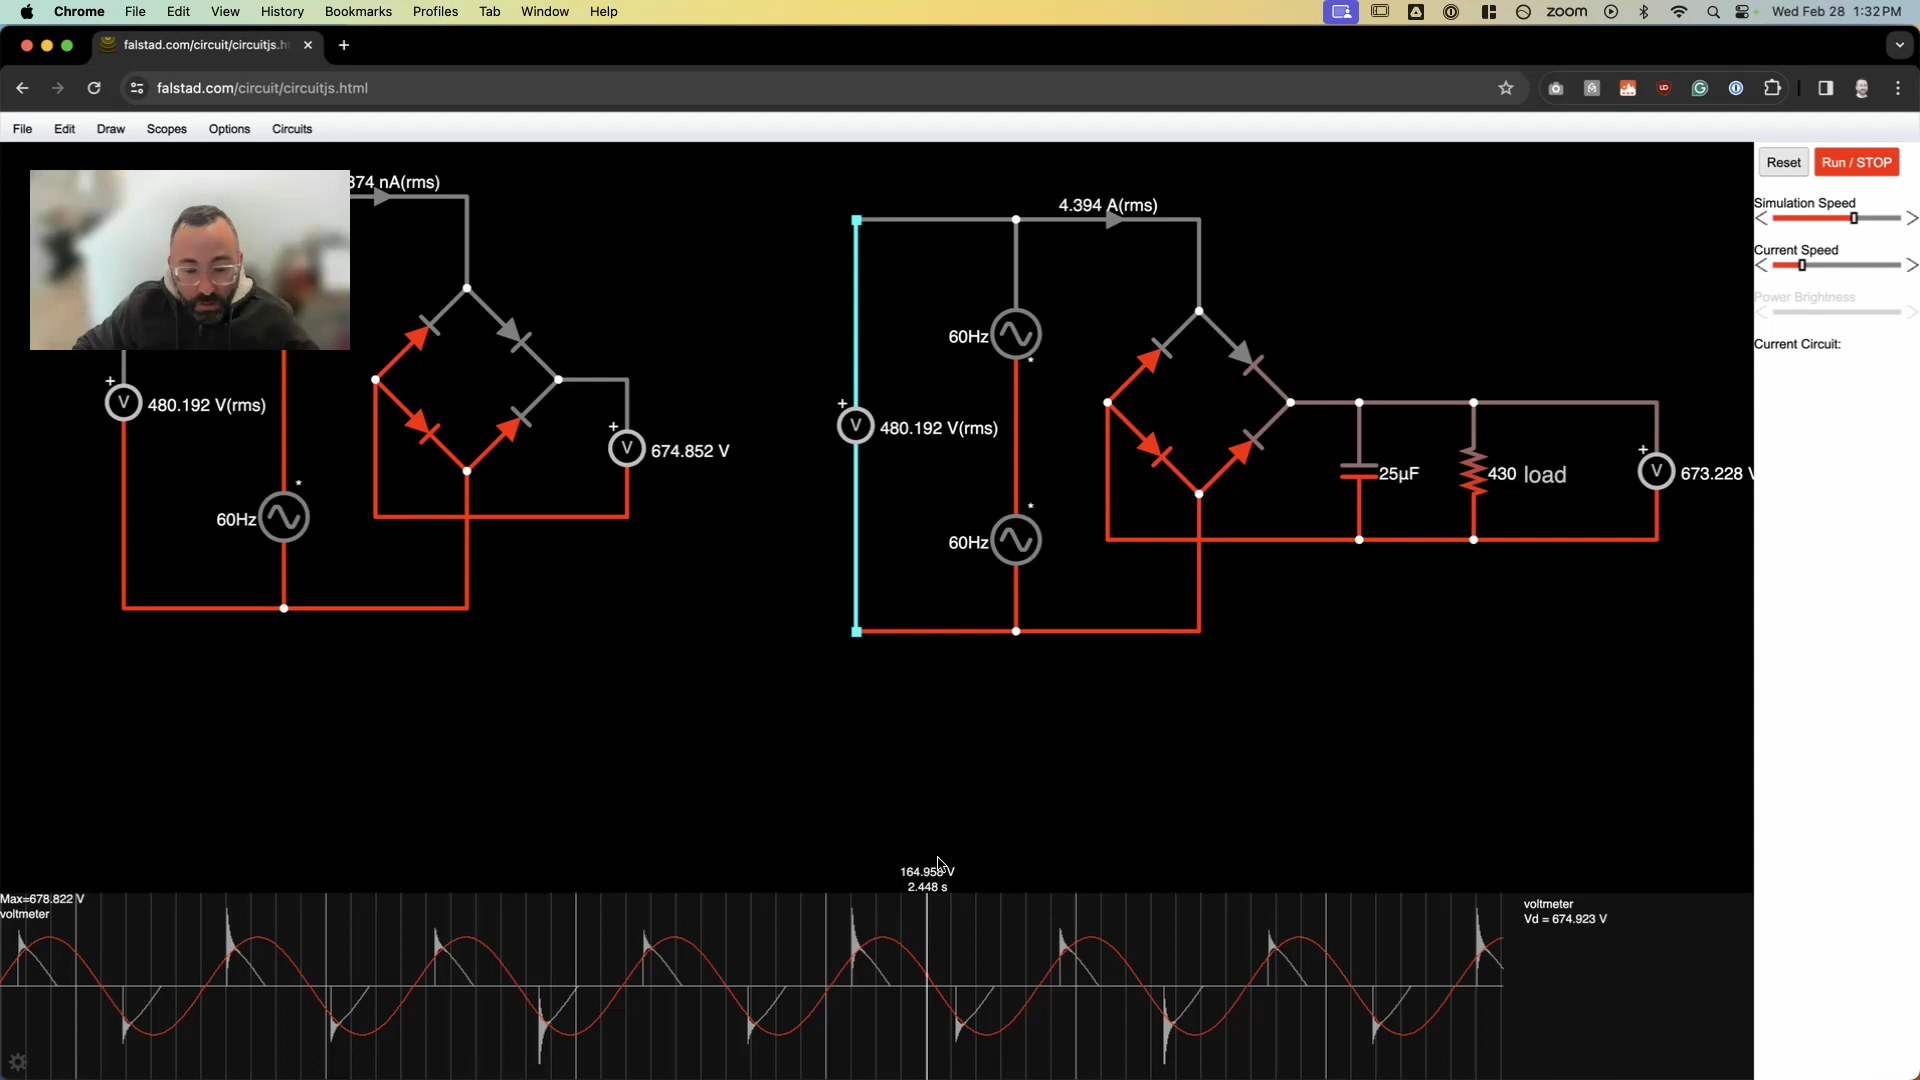 Chrome File Edit View History Bookmarks Profiles Tab Window Help zoom Wed Feb 28 1:32 PM
falstad.com/circuit/circuitjs.h
falstad.com/circuit/circuitjs.html
File Edit Draw Scopes Options Circuits
Reset Run / STOP
Simulation Speed
Current Speed
Power Brightness
Current Circuit:
374 nA(rms)
+
V 480.192 V(rms)
60Hz
*
+
V 674.852 V
4.394 A(rms)
60Hz
*
+
V 480.192 V(rms)
*
60Hz
25µF
430 load
+
V 673.228 V
2.448 s
Max=678.822 V
voltmeter
voltmeter
Vd = 674.923 V